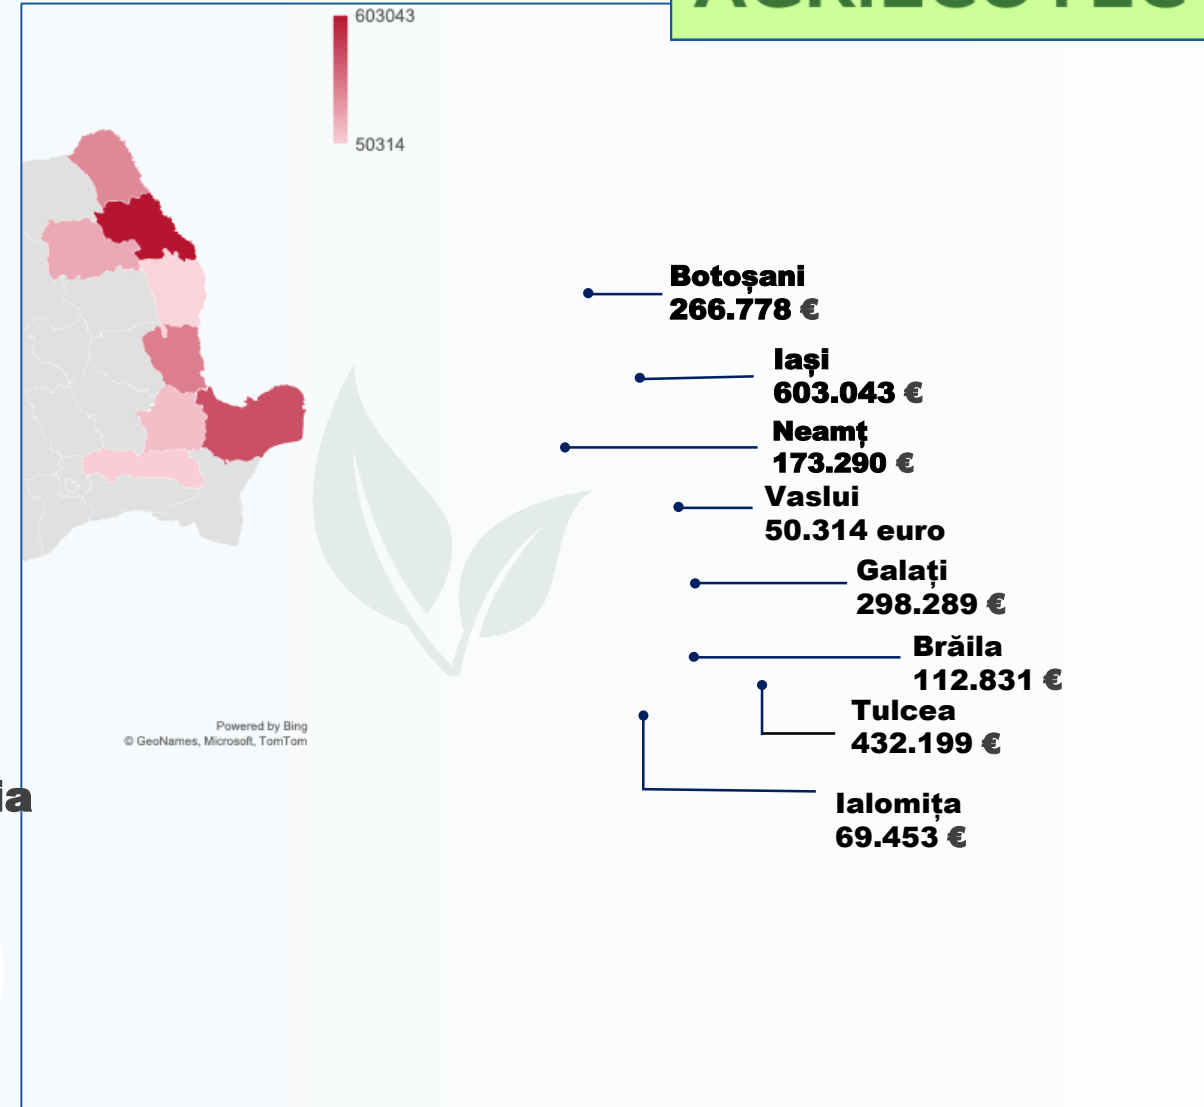 603043
50314
Botoșani
266.778 €
Iași
603.043 €
Neamț
173.290 €
Vaslui
50.314 euro
Galați
298.289 €
Brăila
112.831 €
Tulcea
432.199 €
Ialomița
69.453 €
Powered by Bing
© GeoNames, Microsoft, TomTom
ia